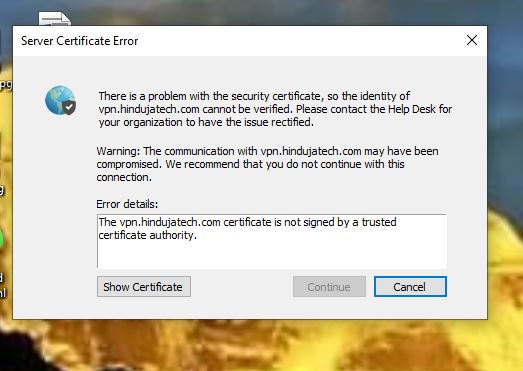 Server Certificate Error
There is a problem with the security certificate, so the identity of
vpn.hindujatech.com cannot be verified. Please contact the Help Desk for
your organization to have the issue rectified.
Warning: The communication with vpn.hindujatech.com may have been
compromised. We recommend that you do not continue with this
connection.
Error details:
The vpn.hindujatech.com certificate is not signed by a trusted
certificate authority.
Show Certificate
Continue
Cancel